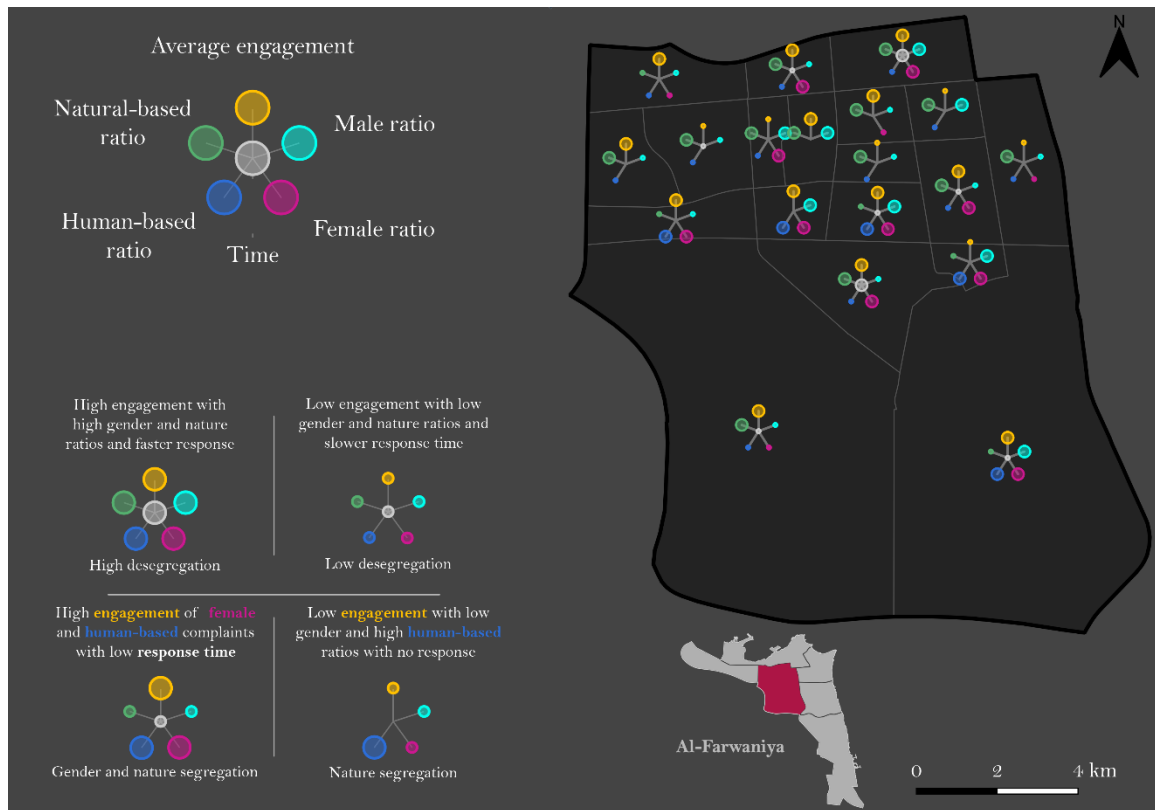 Average engagement
Natural-based
ratio
Male ratio
Human-based
ratio
Female ratio
Time
High engagement with
high gender and nature
ratios and faster response
High desegregation
Low engagement with low
gender and nature ratios and
slower response time
Low desegregation
High engagement of female
and human-based complaints
with low response time
Gender and nature segregation
Low engagement with low
gender and high human-based
ratios with no response
Nature segregation
N
Al-Farwaniya
0 2 4 km